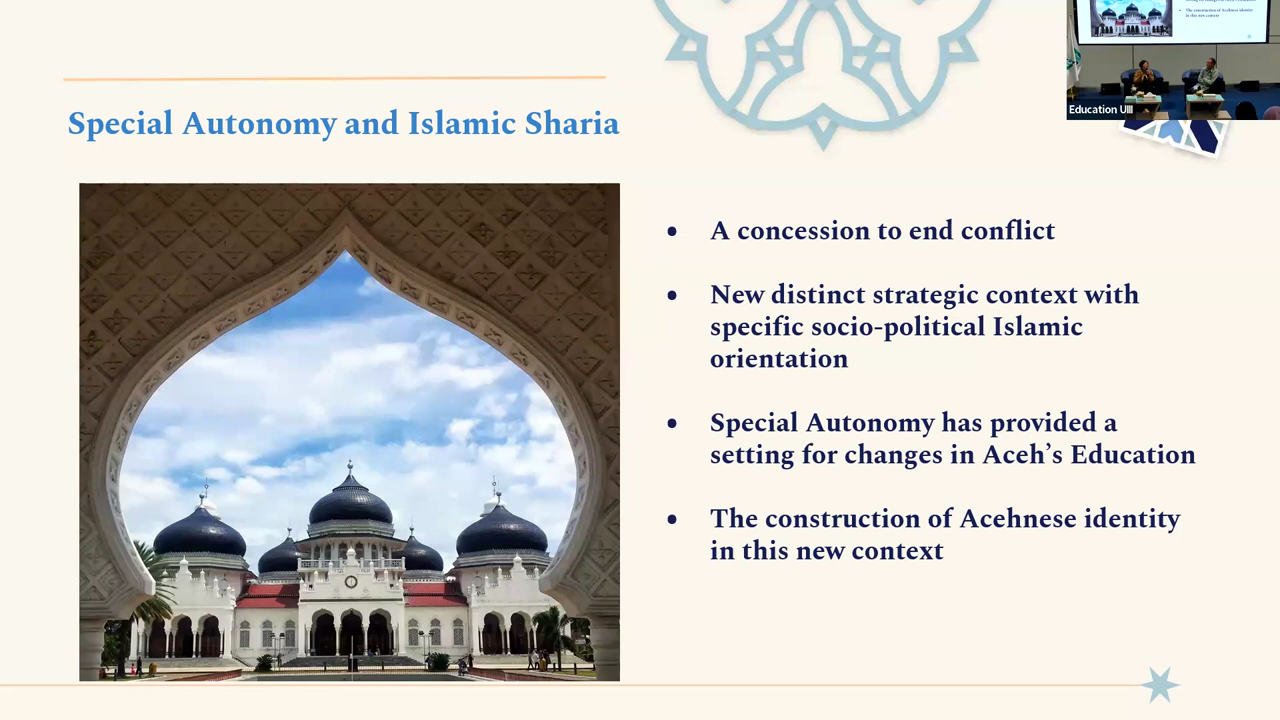 Special Autonomy and Islamic Sharia
Education UIII
• A concession to end conflict
• New distinct strategic context with
specific socio-political Islamic
orientation
• Special Autonomy has provided a
setting for changes in Aceh’s Education
• The construction of Acehnese identity
in this new context